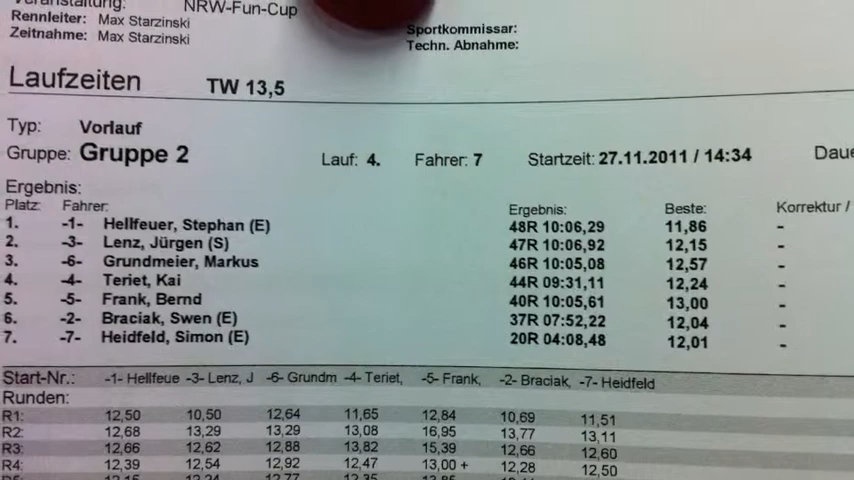 Veranstaltung: NRW-Fun-Cup
Rennleiter: Max Starzinski
Zeitnahme: Max Starzinski
Sportkommissar:
Techn. Abnahme:
Laufzeiten TW 13,5
Typ: Vorlauf
Gruppe: Gruppe 2 Lauf: 4. Fahrer: 7 Startzeit: 27.11.2011 / 14:34 Daue
Ergebnis:
Platz: Fahrer: Ergebnis: Beste: Korrektur /
1. -1- Hellfeuer, Stephan (E) 48R 10:06,29 11,86 -
2. -3- Lenz, Jürgen (S) 47R 10:06,92 12,15 -
3. -6- Grundmeier, Markus 46R 10:05,08 12,57 -
4. -4- Teriet, Kai 44R 09:31,11 12,24 -
5. -5- Frank, Bernd 40R 10:05,61 13,00 -
6. -2- Braciak, Swen (E) 37R 07:52,22 12,04 -
7. -7- Heidfeld, Simon (E) 20R 04:08,48 12,01 -
Start-Nr.: -1- Hellfeue -3- Lenz, J -6- Grundm -4- Teriet, -5- Frank, -2- Braciak, -7- Heidfeld
Runden:
R1: 12,50 10,50 12,64 11,65 12,84 10,69 11,51
R2: 12,68 13,29 13,29 13,08 16,95 13,77 13,11
R3: 12,66 12,62 12,88 13,82 15,39 12,66 12,60
R4: 12,39 12,54 12,92 12,47 13,00 + 12,28 12,50